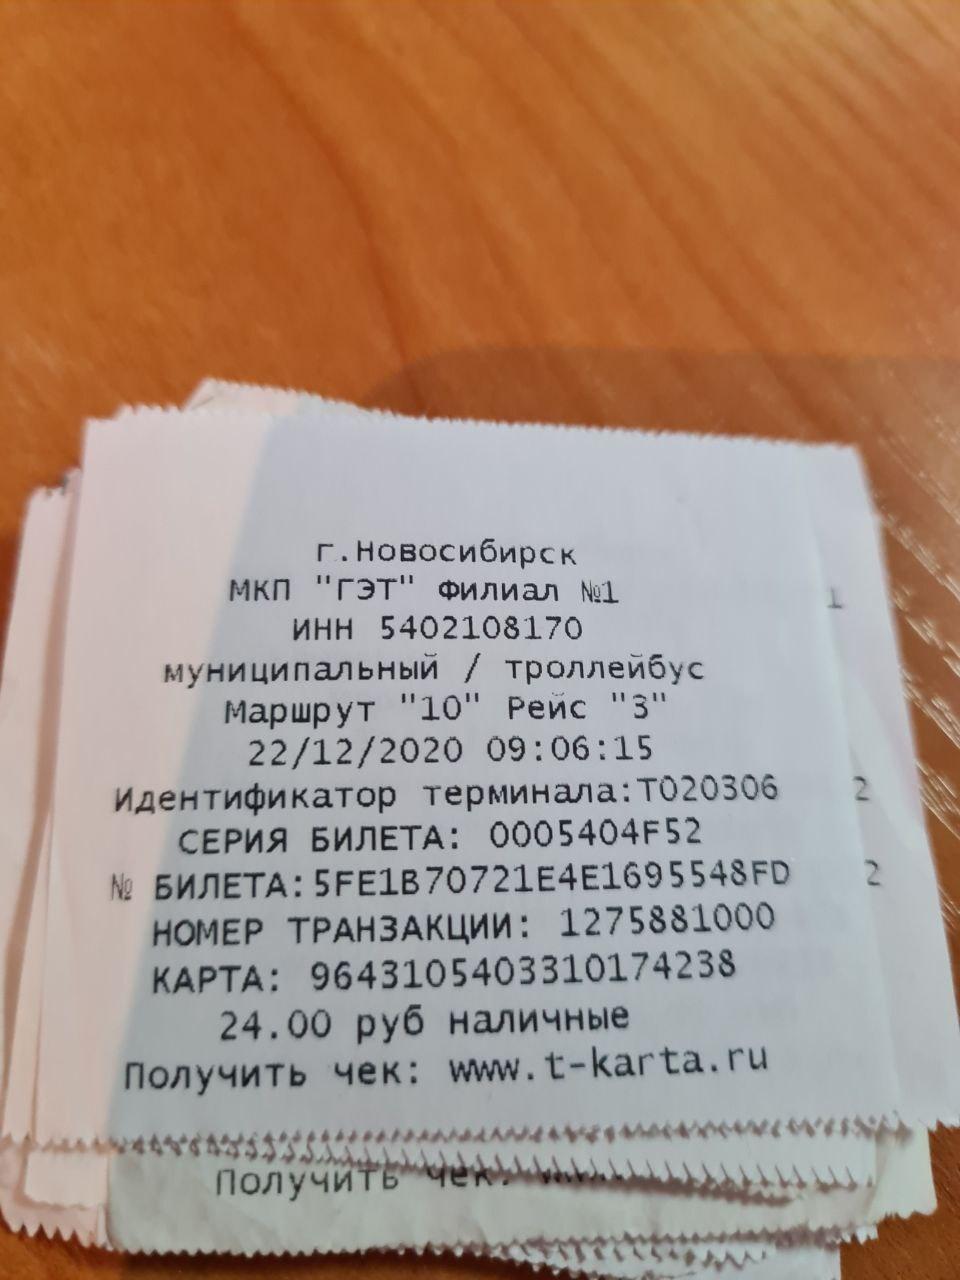 г.Новосибирск
МКП "ГЭТ" Филиал №1
ИНН 5402108170
муниципальный / троллейбус
Маршрут "10" Рейс "3"
22/12/2020 09:06:15
Идентификатор терминала:Т020306
СЕРИЯ БИЛЕТА: 0005404F52
№ БИЛЕТА:5FE1B70721E4E1695548FD
НОМЕР ТРАНЗАКЦИИ: 1275881000
КАРТА: 9643105403310174238
24.00 руб наличные
Получить чек: www.t-karta.ru
1
2
2
Получить чек: